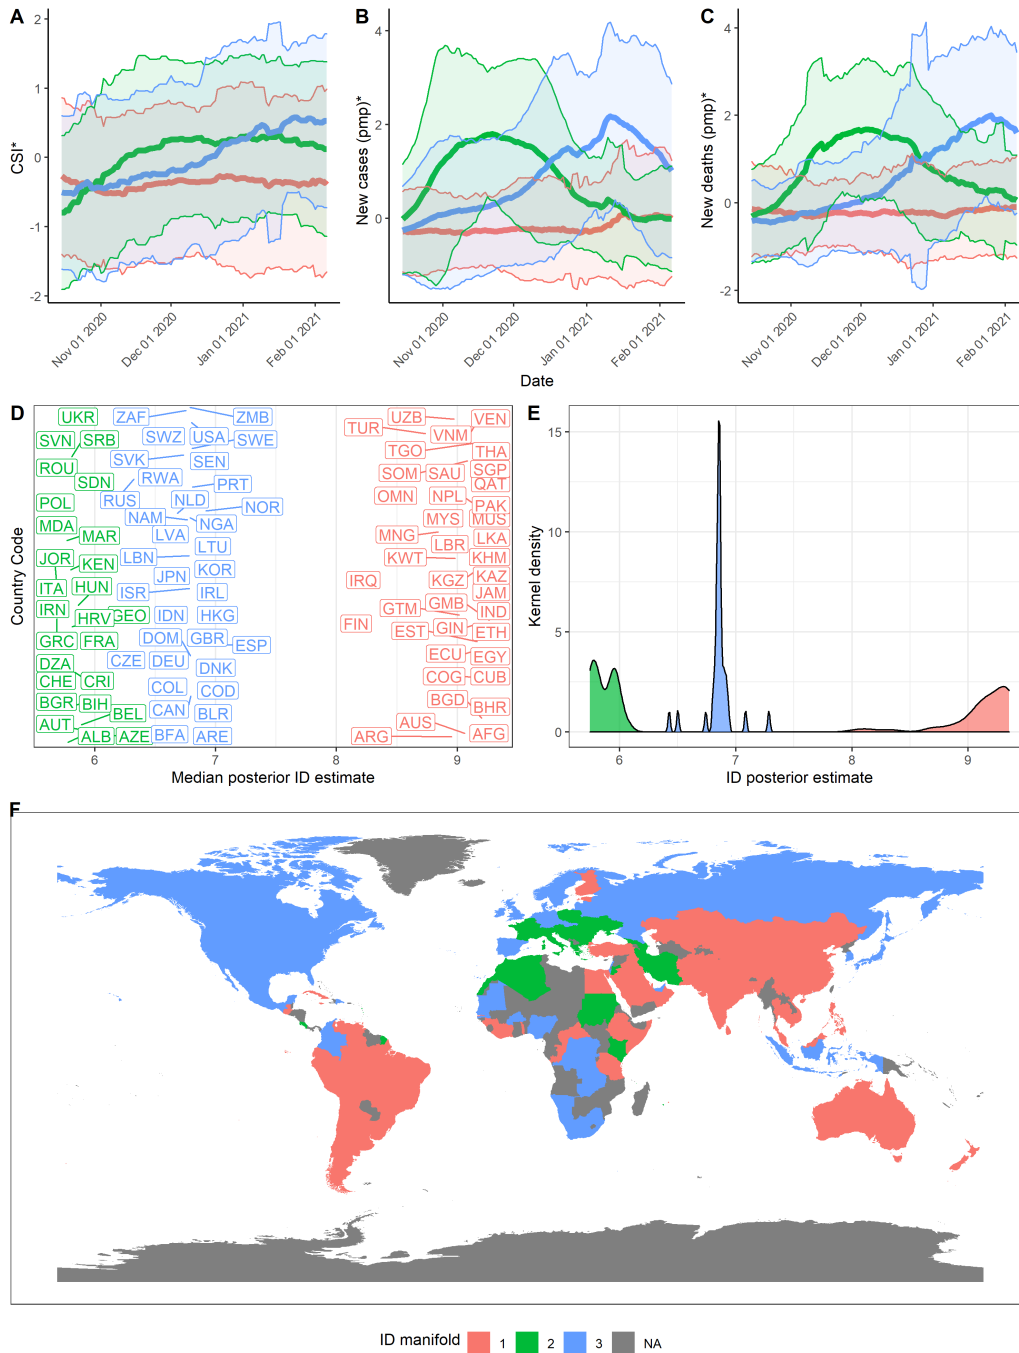 A
B
C
CSI*
2
1
0
-1
-2
Nov 01 2020
Dec 01 2020
Jan 01 2021
Feb 01 2021
New cases (pmp)*
4
2
0
Nov 01 2020
Dec 01 2020
Jan 01 2021
Feb 01 2021
New deaths (pmp)*
4
2
0
-2
Nov 01 2020
Dec 01 2020
Jan 01 2021
Feb 01 2021
Date
D
Country Code
UKR ZAF ZMB UZB VEN
SVN SRB SWZ USA SWE TUR VNM
ROU SVK SEN TGO THA
SDN RWA PRT SOM SAU SGP
QAT
POL RUS NLD NOR OMN NPL PAK
MDA NAM NGA MYS MUS
MAR LVA MNG LBR LKA
JOR KEN LBN LTU KWT KHM
ITA HUN JPN KOR IRQ KGZ KAZ
ISR IRL JAM
IRN HRV GEO IDN HKG GTM GMB IND
GRC FRA DOM GBR ESP FIN EST GIN ETH
DZA CZE DEU DNK ECU EGY
CHE CRI COL COD COG CUB
BGR BIH CAN BLR BGD BHR
AUT BEL AUS
ALB AZE BFA ARE ARG AFG
6
7
8
9
Median posterior ID estimate
E
Kernel density
15
10
5
0
6
7
8
9
ID posterior estimate
F
ID manifold 1 2 3 NA